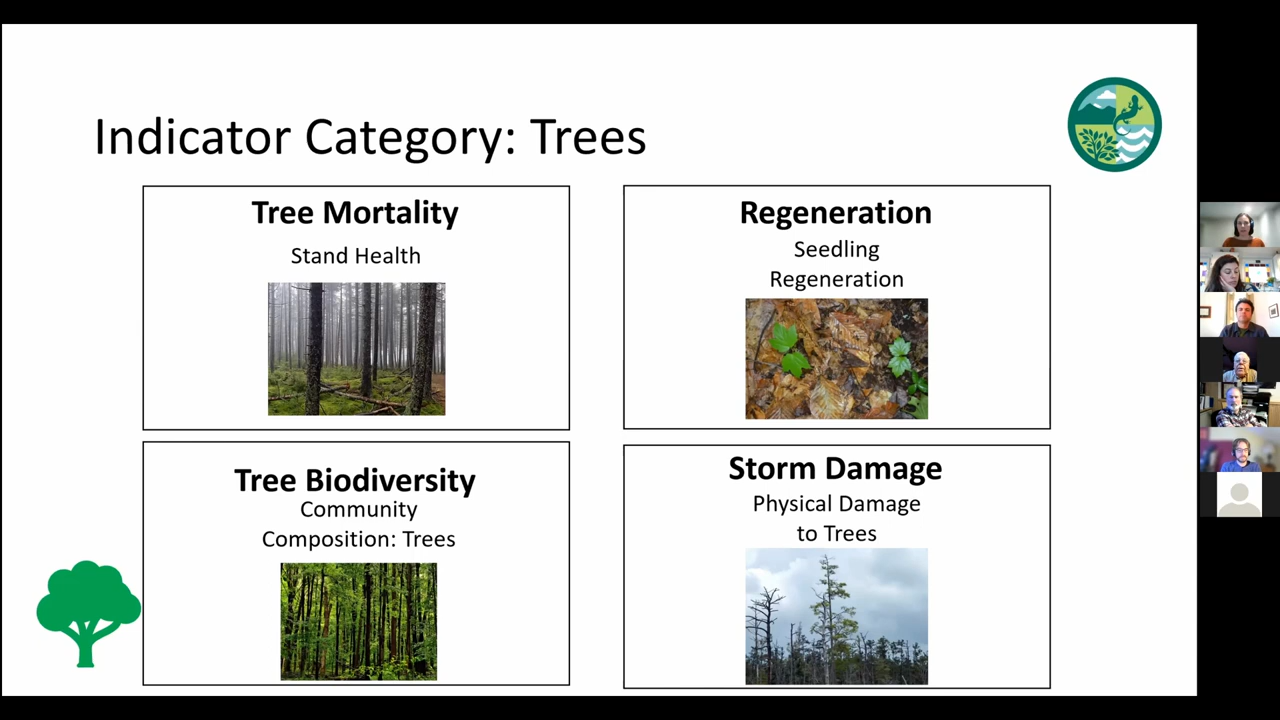 Indicator Category: Trees
Tree Mortality
Stand Health
Regeneration
Seedling
Regeneration
Tree Biodiversity
Community
Composition: Trees
Storm Damage
Physical Damage
to Trees